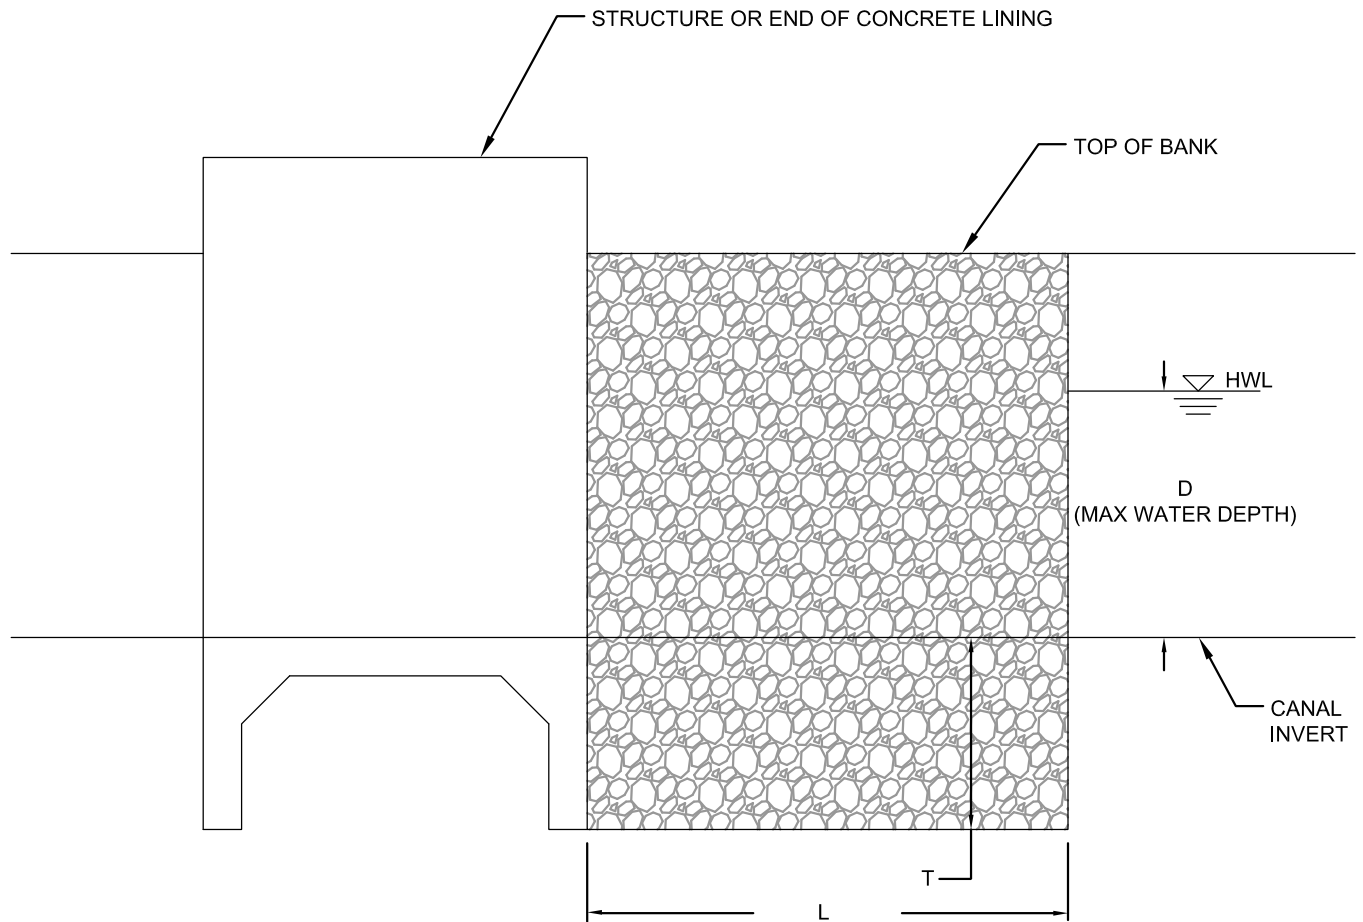 STRUCTURE OR END OF CONCRETE LINING
TOP OF BANK
HWL
D
(MAX WATER DEPTH)
CANAL
INVERT
T
L